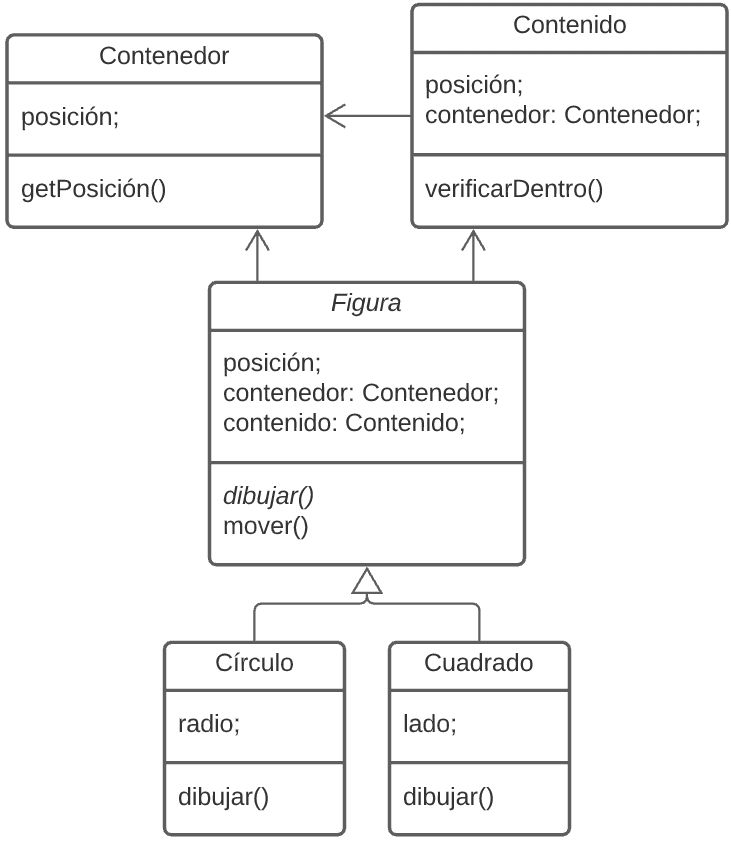 Contenedor
posición;
getPosición()
Contenido
posición;
contenedor: Contenedor;
verificarDentro()
Figura
posición;
contenedor: Contenedor;
contenido: Contenido;
dibujar()
mover()
Círculo
radio;
dibujar()
Cuadrado
lado;
dibujar()